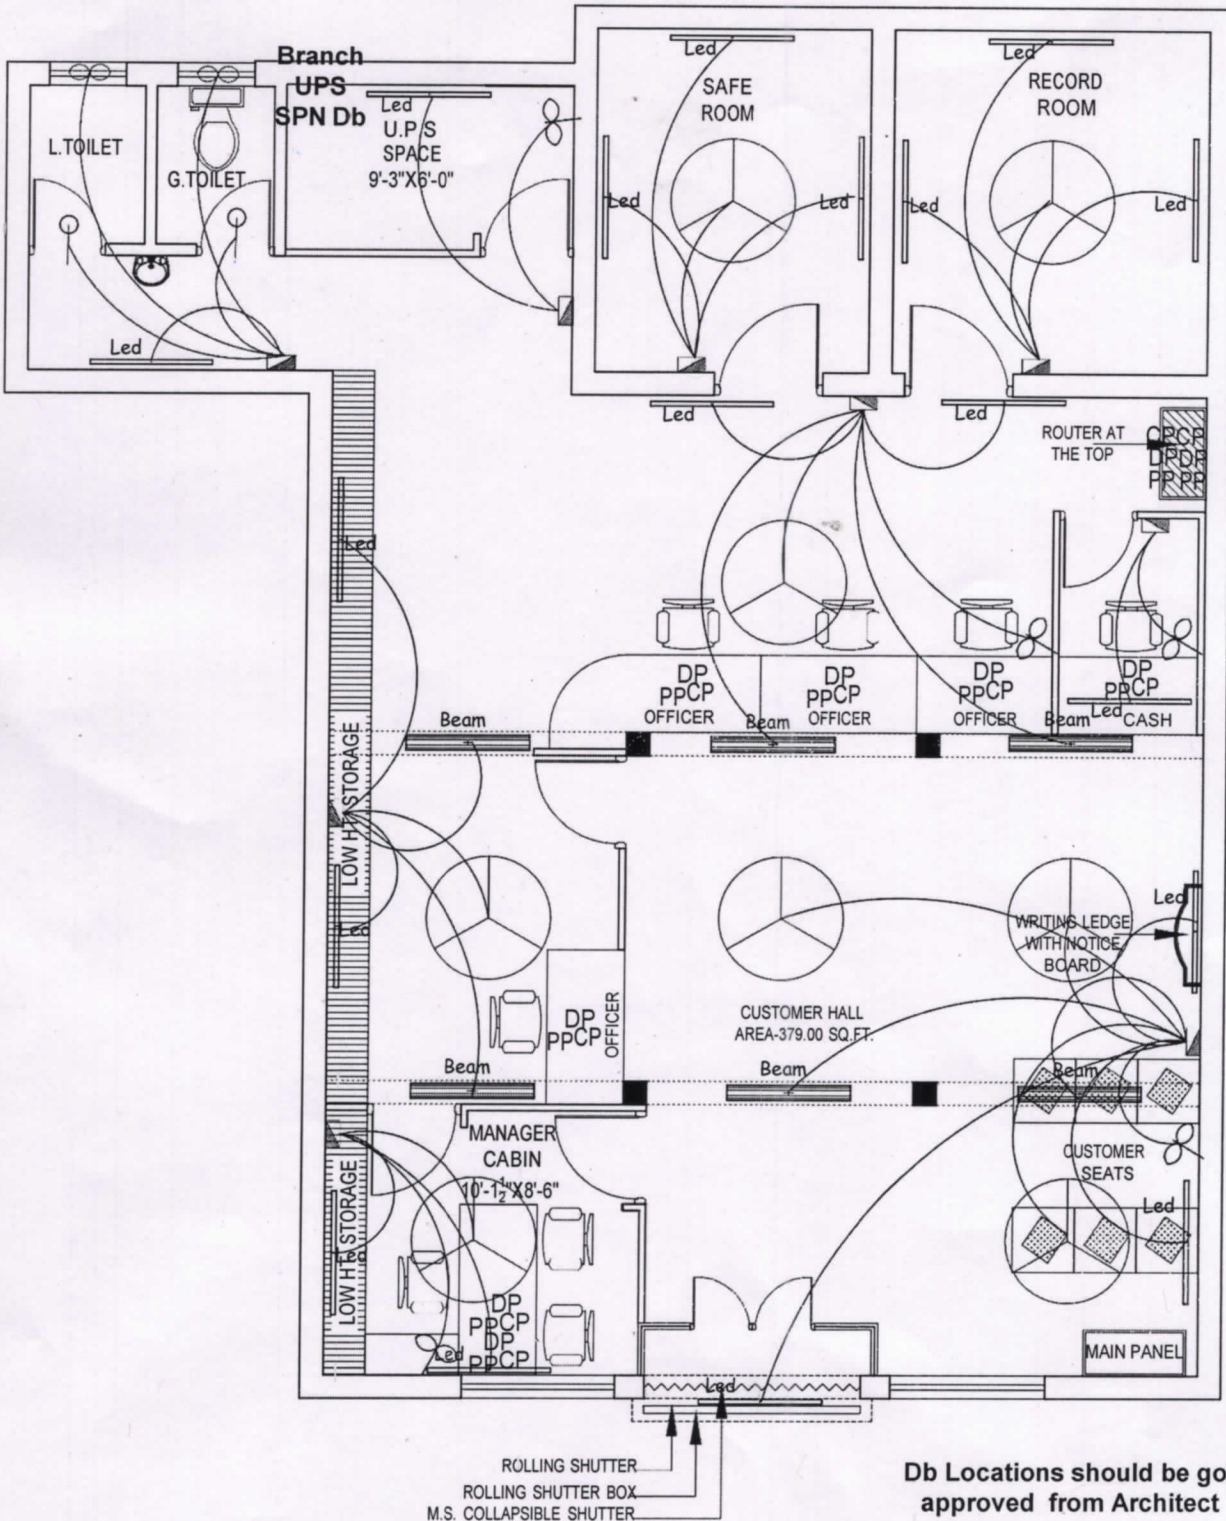 Branch
UPS
SPN Db
Led
U.P.S
SPACE
9'-3"X6'-0"
L.TOILET
G.TOILET
Led
Led
SAFE
ROOM
Led
Led
Led
RECORD
ROOM
Led
Led
Led
Led
ROUTER AT
THE TOP
CPCP
DPDP
PP PP
Led
DP
PPCP
OFFICER
DP
PPCP
OFFICER
DP
PPCP
OFFICER
DP
PPCP
Led
CASH
Beam
Beam
Beam
LOW HT STORAGE
Led
Led
WRITING LEDGE
WITH NOTICE
BOARD
DP
PPCP
OFFICER
CUSTOMER HALL
AREA-379.00 SQ.FT.
Beam
Beam
Beam
MANAGER
CABIN
10'-1½"X8'-6"
CUSTOMER
SEATS
Led
LOW HT STORAGE
Led
DP
PPCP
DP
PPCP
Led
MAIN PANEL
Led
ROLLING SHUTTER
ROLLING SHUTTER BOX
M.S. COLLAPSIBLE SHUTTER
Db Locations should be go
approved from Architect